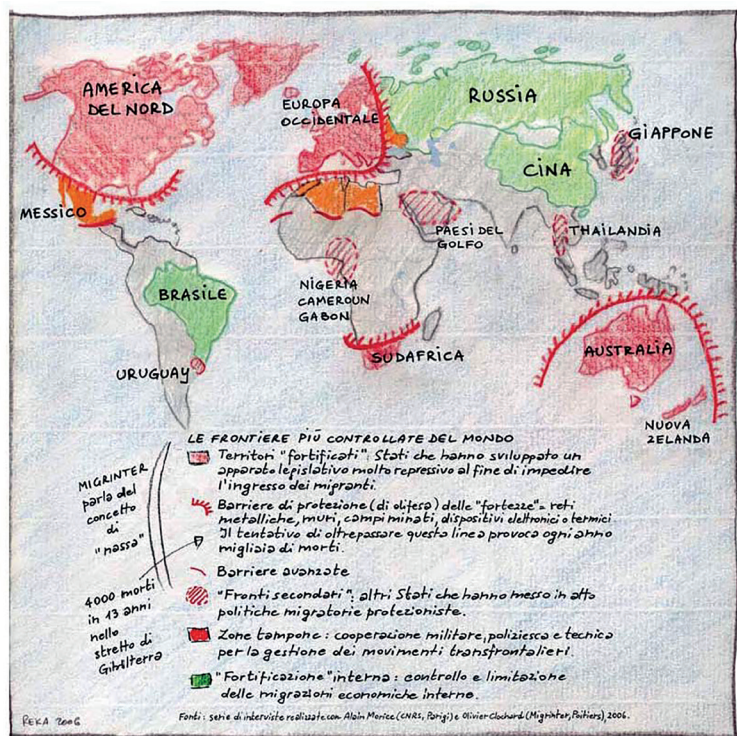 AMERICA
DEL NORD
EUROPA
OCCIDENTALE
RUSSIA
GIAPPONE
CINA
MESSICO
PAESI DEL
GOLFO
THAILANDIA
NIGERIA
CAMEROUN
GABON
BRASILE
URUGUAY
SUDAFRICA
AUSTRALIA
NUOVA
ZELANDA
LE FRONTIERE PIÙ CONTROLLATE DEL MONDO
Territori "fortificati": Stati che hanno sviluppato un
apparato legislativo molto repressivo al fine di impedire
l'ingresso dei migranti.
Barriere di protezione (di difesa) delle "fortezze" = reti
metalliche, muri, campi minati, dispositivi elettronici o termici
Il tentativo di oltrepassare questa linea provoca ogni anno
migliaia di morti.
Barriere avanzate
"Fronti secondari": altri Stati che hanno messo in atto
politiche migratorie protezioniste.
Zone tampone: cooperazione militare, poliziesca e tecnica
per la gestione dei movimenti transfrontalieri.
"Fortificazione" interna: controllo e limitazione
delle migrazioni economiche interne.
MIGRINTER
parla del
concetto
di
"nassa"
4000 morti
in 13 anni
nello
stretto di
Gibilterra
REKA 2006
Fonti: serie di interviste realizzate con Alain Morice (CNRS, Parigi) e Olivier Clochard (Migrinter, Poitiers), 2006.